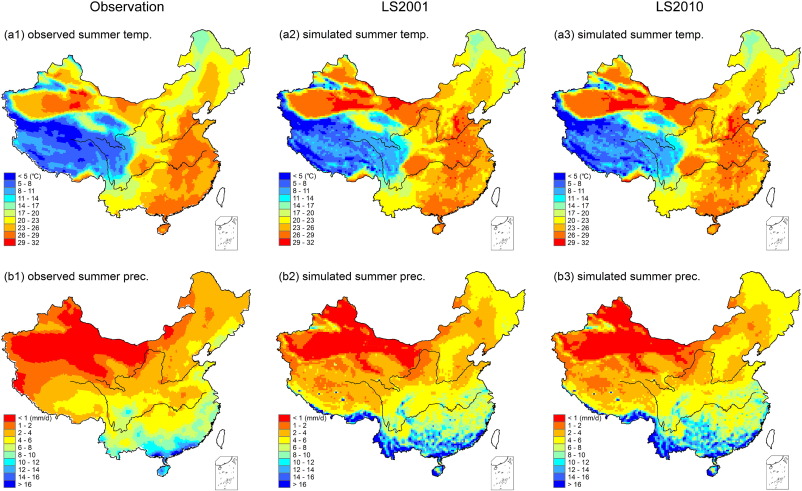 Observation
LS2001
LS2010
(a1) observed summer temp.
(a2) simulated summer temp.
(a3) simulated summer temp.
< 5 (℃)
5 - 8
8 - 11
11 - 14
14 - 17
17 - 20
20 - 23
23 - 26
26 - 29
29 - 32
< 5 (℃)
5 - 8
8 - 11
11 - 14
14 - 17
17 - 20
20 - 23
23 - 26
26 - 29
29 - 32
< 5 (℃)
5 - 8
8 - 11
11 - 14
14 - 17
17 - 20
20 - 23
23 - 26
26 - 29
29 - 32
(b1) observed summer prec.
(b2) simulated summer prec.
(b3) simulated summer prec.
< 1 (mm/d)
1 - 2
2 - 4
4 - 6
6 - 8
8 - 10
10 - 12
12 - 14
14 - 16
> 16
< 1 (mm/d)
1 - 2
2 - 4
4 - 6
6 - 8
8 - 10
10 - 12
12 - 14
14 - 16
> 16
< 1 (mm/d)
1 - 2
2 - 4
4 - 6
6 - 8
8 - 10
10 - 12
12 - 14
14 - 16
> 16